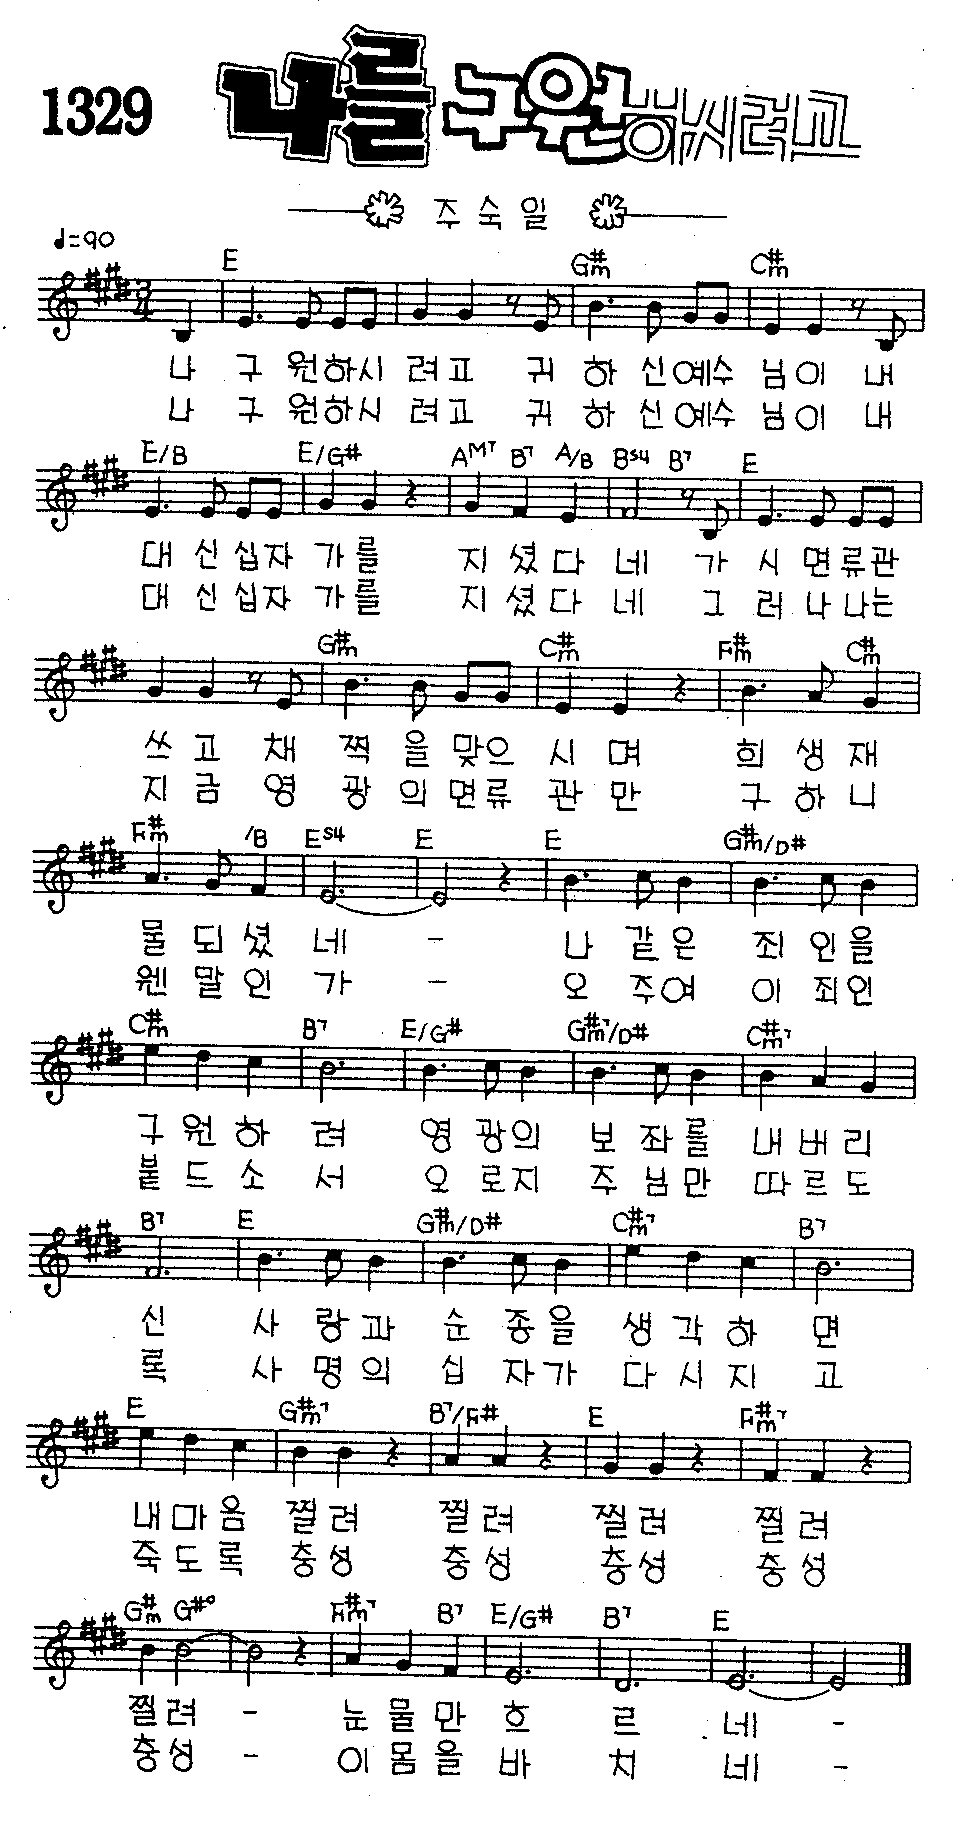 1329 나를 구원하시려고
주숙일
♩=90
E G#m C#m
나 구 원하시 려고 귀 하 신예수 님이 내
나 구 원하시 려고 귀 하 신예수 님이 내
E/B E/G# AM7 B7 A/B Bs4 B7 E
대 신 십자 가를 지 셨 다 네 가 시 면류관
대 신 십자 가를 지 셨 다 네 그 러 나 나는
G#m C#m F#m C#m
쓰 고 채 찍 을 맞으 시 며 희 생 재
지 금 영 광 의 면류 관 만 구 하 니
F#m /B Es4 E E G#m/D#
물 되 셨 네 - 나 같 은 죄 인 을
웬 말 인 가 - 오 주여 이 죄인
C#m B7 E/G# G#m7/D# C#m7
구 원 하 려 영 광의 보 좌 를 내 버 리
붙 드 소 서 오 로지 주 님 만 따 르 도
B7 E G#m/D# C#m7 B7
신 사 랑 과 순 종 을 생 각 하 면
록 사 명 의 십 자 가 다 시 지 고
E G#m7 B7/F# E F#m7
내 마 음 찔 려 찔 려 찔 려 찔 려
죽 도 록 충 성 충 성 충 성 충 성
G#m G#° F#m7 B7 E/G# B7 E
찔 려 - 눈 물 만 흐 르 네 -
충 성 - 이 몸 을 바 치 네 -